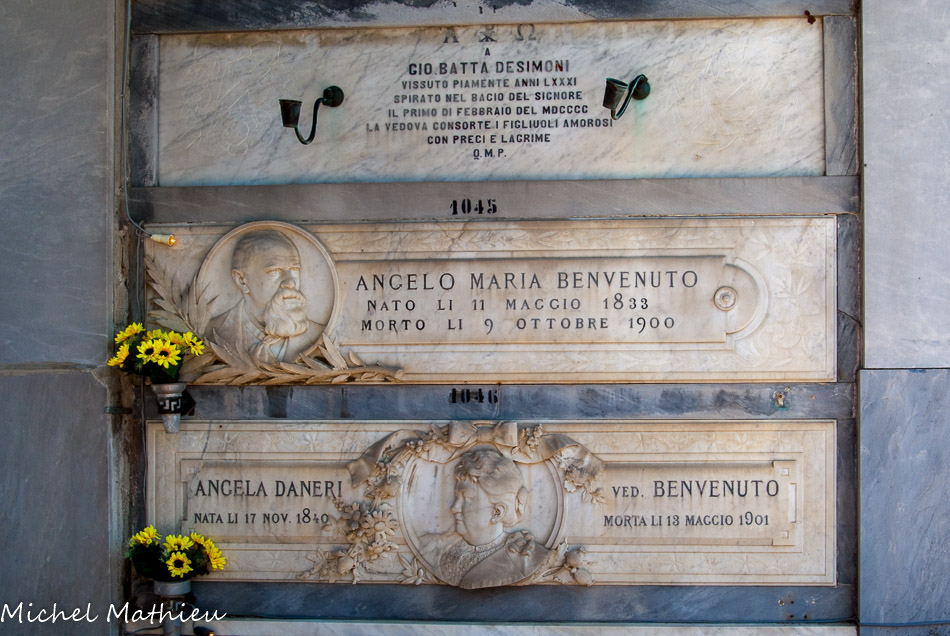 Α ☧ Ω
A
GIO. BATTA DESIMONI
VISSUTO PIAMENTE ANNI LXXXI
SPIRATO NEL BACIO DEL SIGNORE
IL PRIMO DI FEBBRAIO DEL MDCCCC
LA VEDOVA CONSORTE I FIGLIUOLI AMOROSI
CON PRECI E LAGRIME
Q.M.P.
1045
ANGELO MARIA BENVENUTO
NATO LI 11 MAGGIO 1833
MORTO LI 9 OTTOBRE 1900
1046
ANGELA DANERI VED. BENVENUTO
NATA LI 17 NOV. 1840 MORTA LI 13 MAGGIO 1901
Michel Mathieu